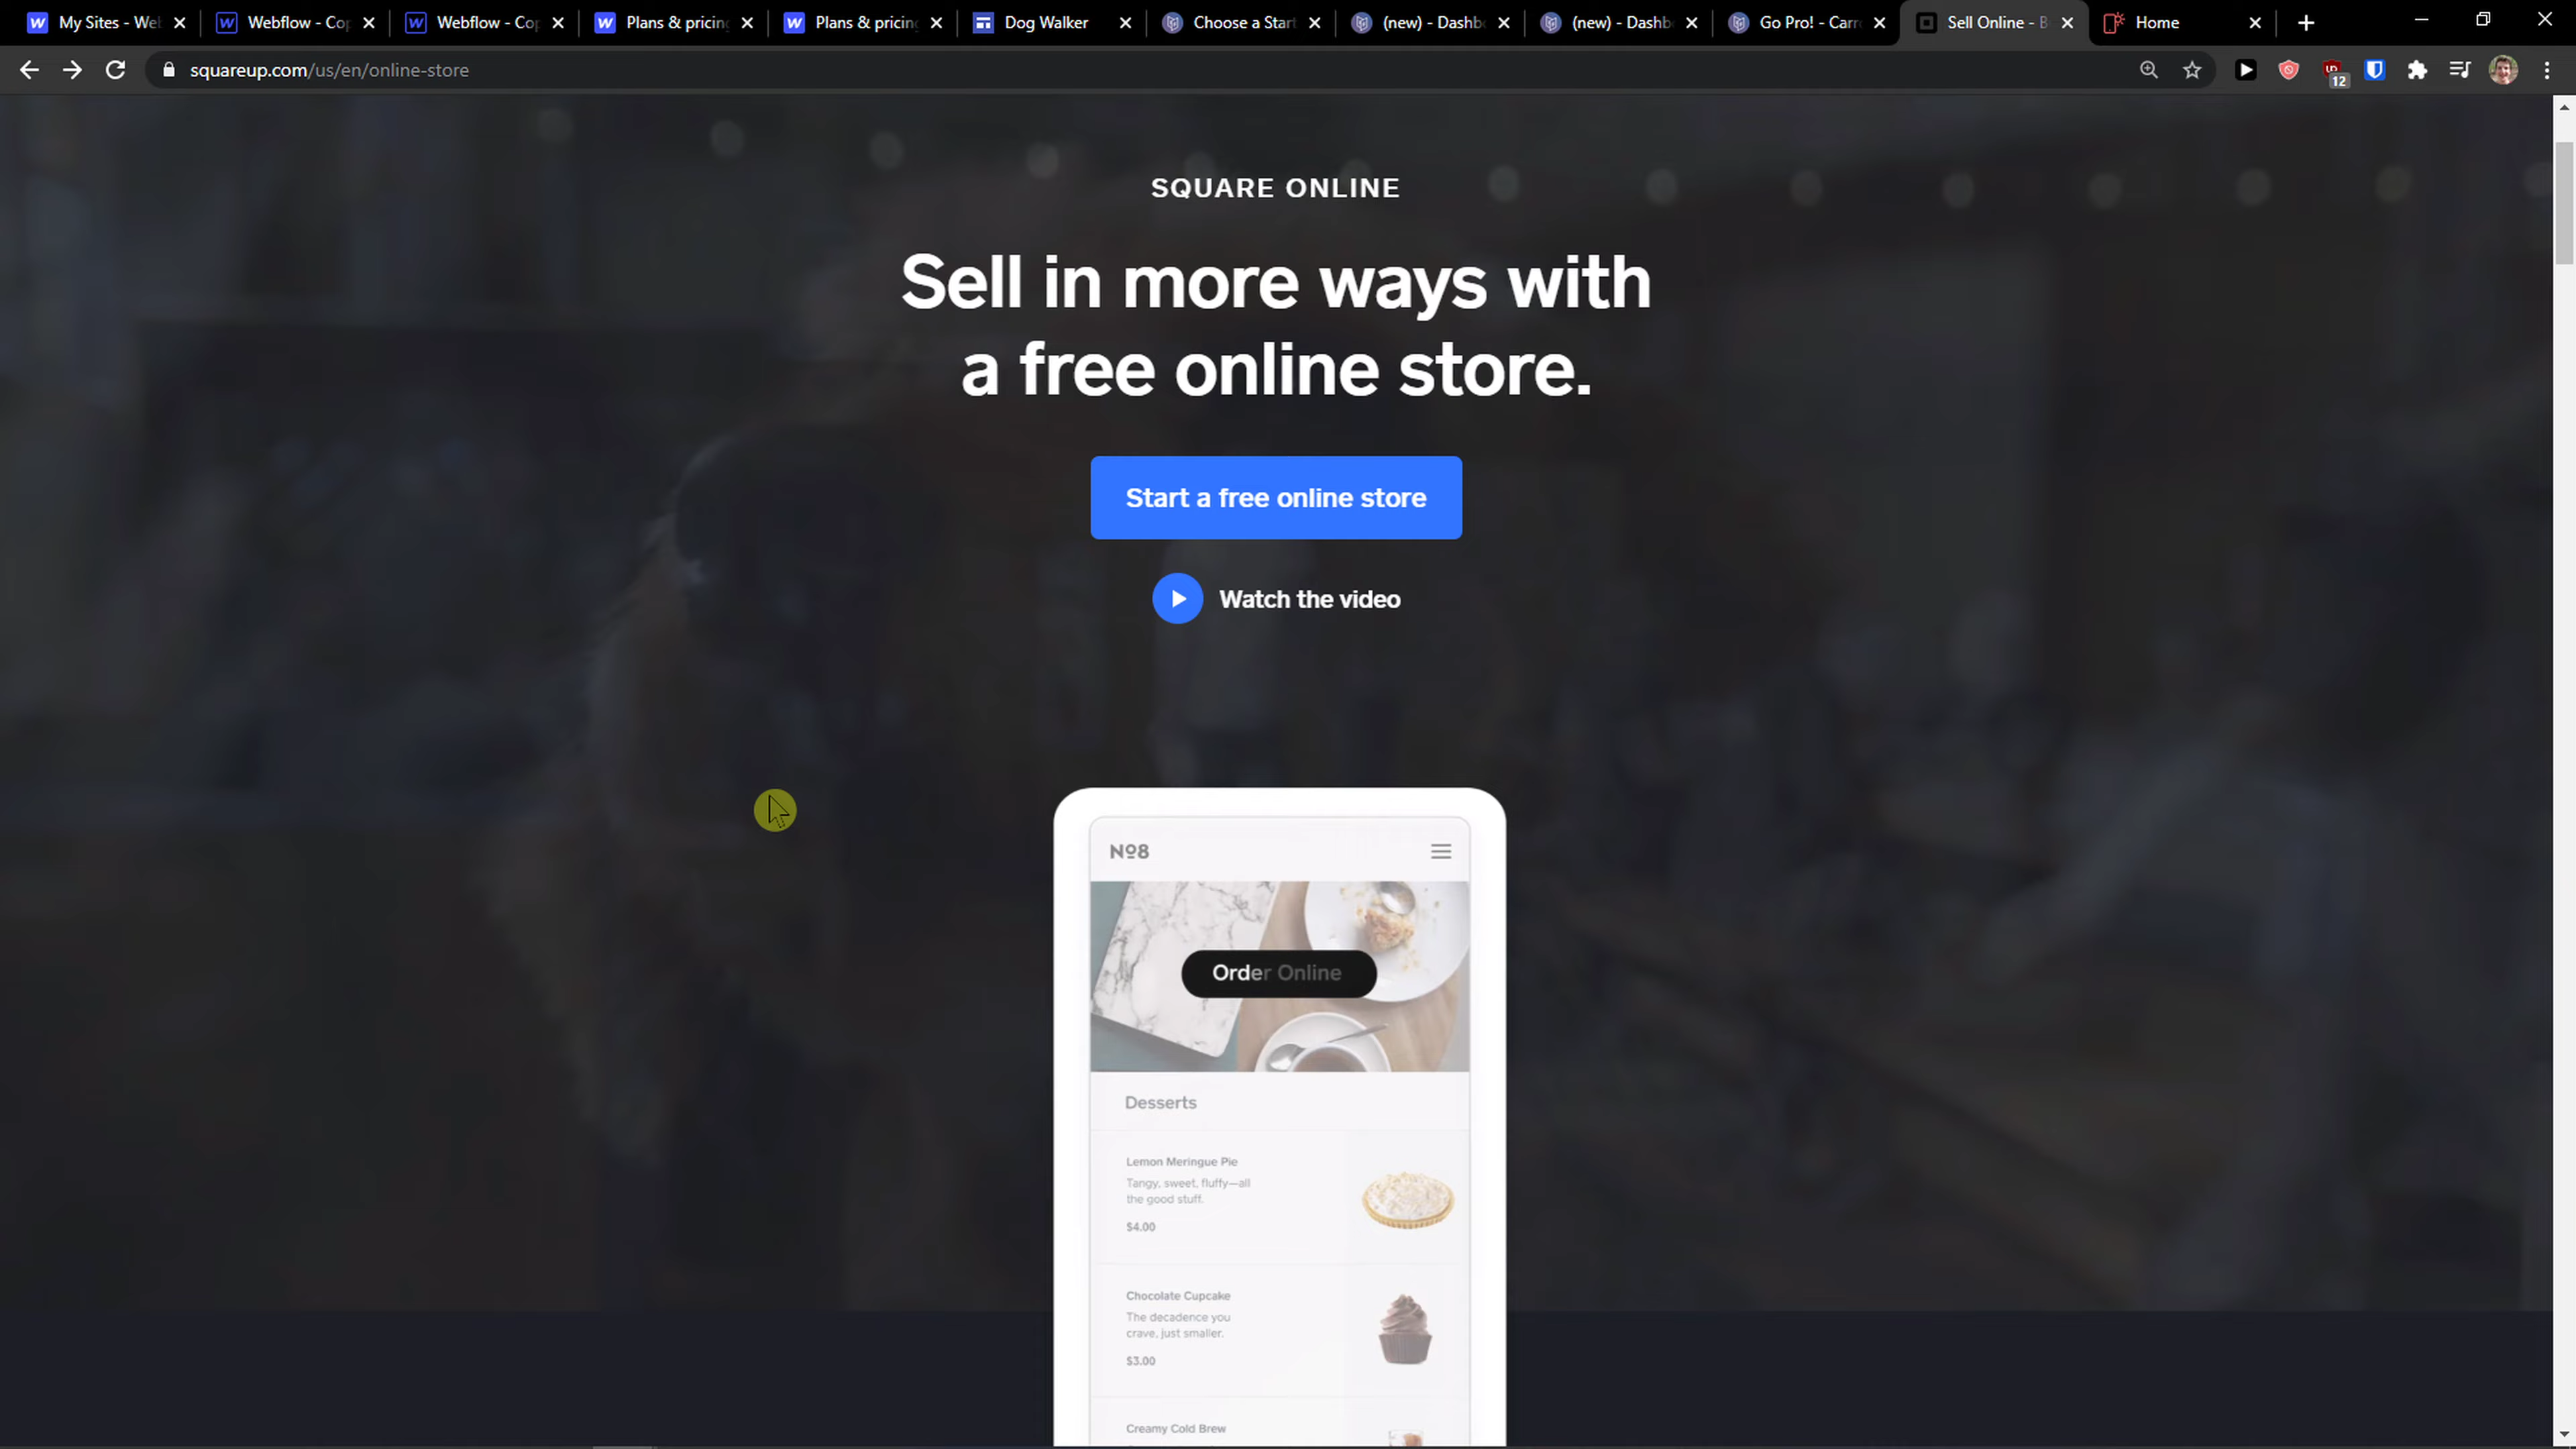 My Sites - We
Webflow - Co
Webflow - Co
Plans & pricin
Plans & pricin
Dog Walker
Choose a Star
(new) - Dashb
(new) - Dashb
Go Pro! - Carr
Sell Online - B
Home
squareup.com/us/en/online-store
12
SQUARE ONLINE
Sell in more ways with
a free online store.
Start a free online store
Watch the video
Nº8
Order Online
Desserts
Lemon Meringue Pie
Tangy, sweet, fluffy—all
the good stuff.
$4.00
Chocolate Cupcake
The decadence you
crave, just smaller.
$3.00
Creamy Cold Brew